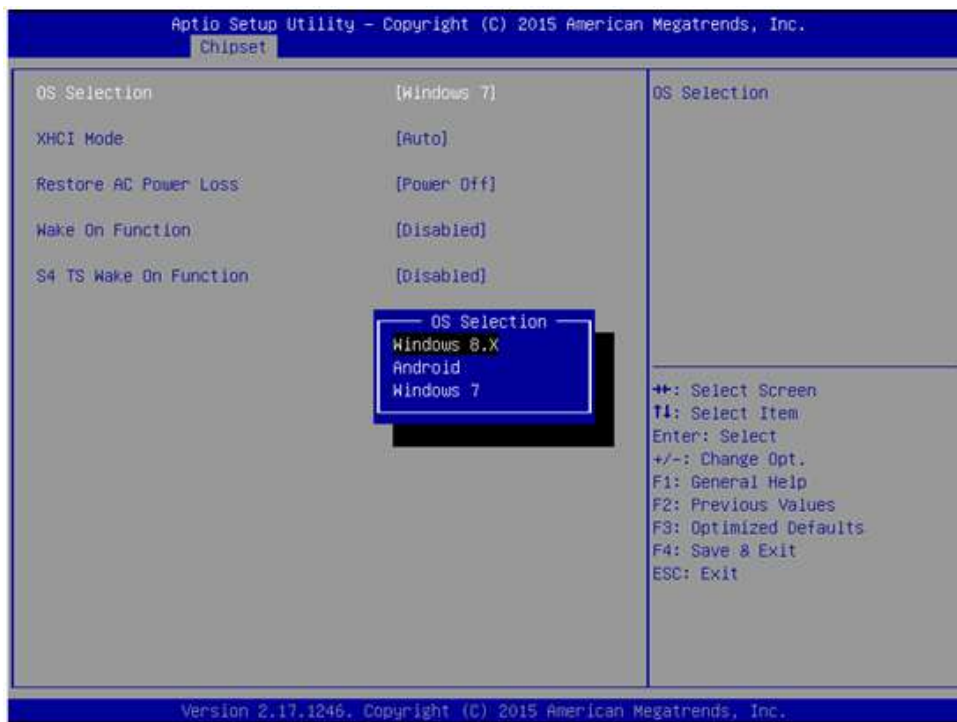 Aptio Setup Utility – Copyright (C) 2015 American Megatrends, Inc.
Chipset
OS Selection [Windows 7]
XHCI Mode [Auto]
Restore AC Power Loss [Power Off]
Wake On Function [Disabled]
S4 TS Wake On Function [Disabled]
OS Selection
Windows 8.X
Android
Windows 7
OS Selection
→←: Select Screen
↑↓: Select Item
Enter: Select
+/-: Change Opt.
F1: General Help
F2: Previous Values
F3: Optimized Defaults
F4: Save & Exit
ESC: Exit
Version 2.17.1246. Copyright (C) 2015 American Megatrends, Inc.